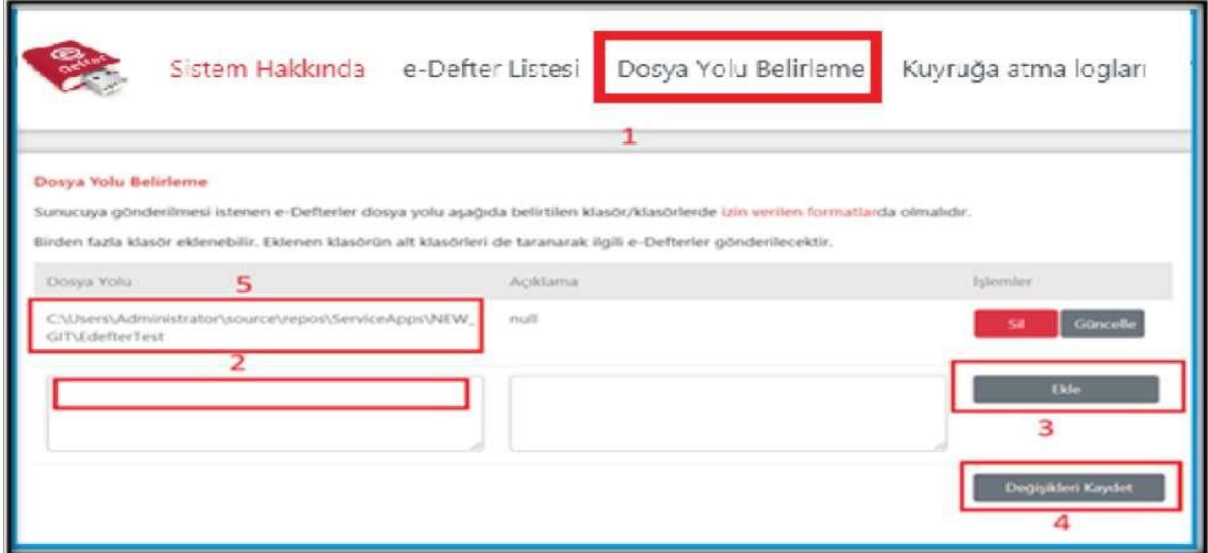 e
defter
Sistem Hakkında e-Defter Listesi Dosya Yolu Belirleme Kuyruğa atma logları
1
Dosya Yolu Belirleme
Sunucuya gönderilmesi istenen e-Defterler dosya yolu aşağıda belirtilen klasör/klasörlerde izin verilen formatlarda olmalıdır.
Birden fazla klasör eklenebilir. Eklenen klasörün alt klasörleri de taranarak ilgili e-Defterler gönderilecektir.
Dosya Yolu 5 Açıklama İşlemler
C:\Users\Administrator\source\repos\ServiceApps\NEW_ null Sil Güncelle
GIT\EdefterTest
2
Ekle
3
Değişikleri Kaydet
4